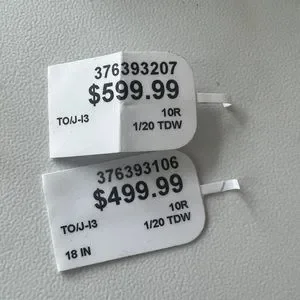 376393207
$599.99
10R
TO/J-I3
1/20 TDW
376393106
$499.99
10R
TO/J-I3
1/20 TDW
18 IN